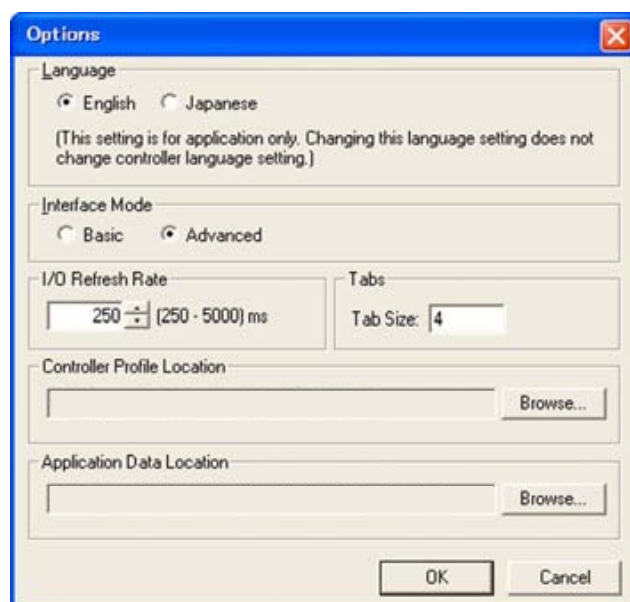 Options
Language
English Japanese
(This setting is for application only. Changing this language setting does not
change controller language setting.)
Interface Mode
Basic Advanced
I/O Refresh Rate
250 (250 - 5000) ms
Tabs
Tab Size: 4
Controller Profile Location
Browse...
Application Data Location
Browse...
OK Cancel